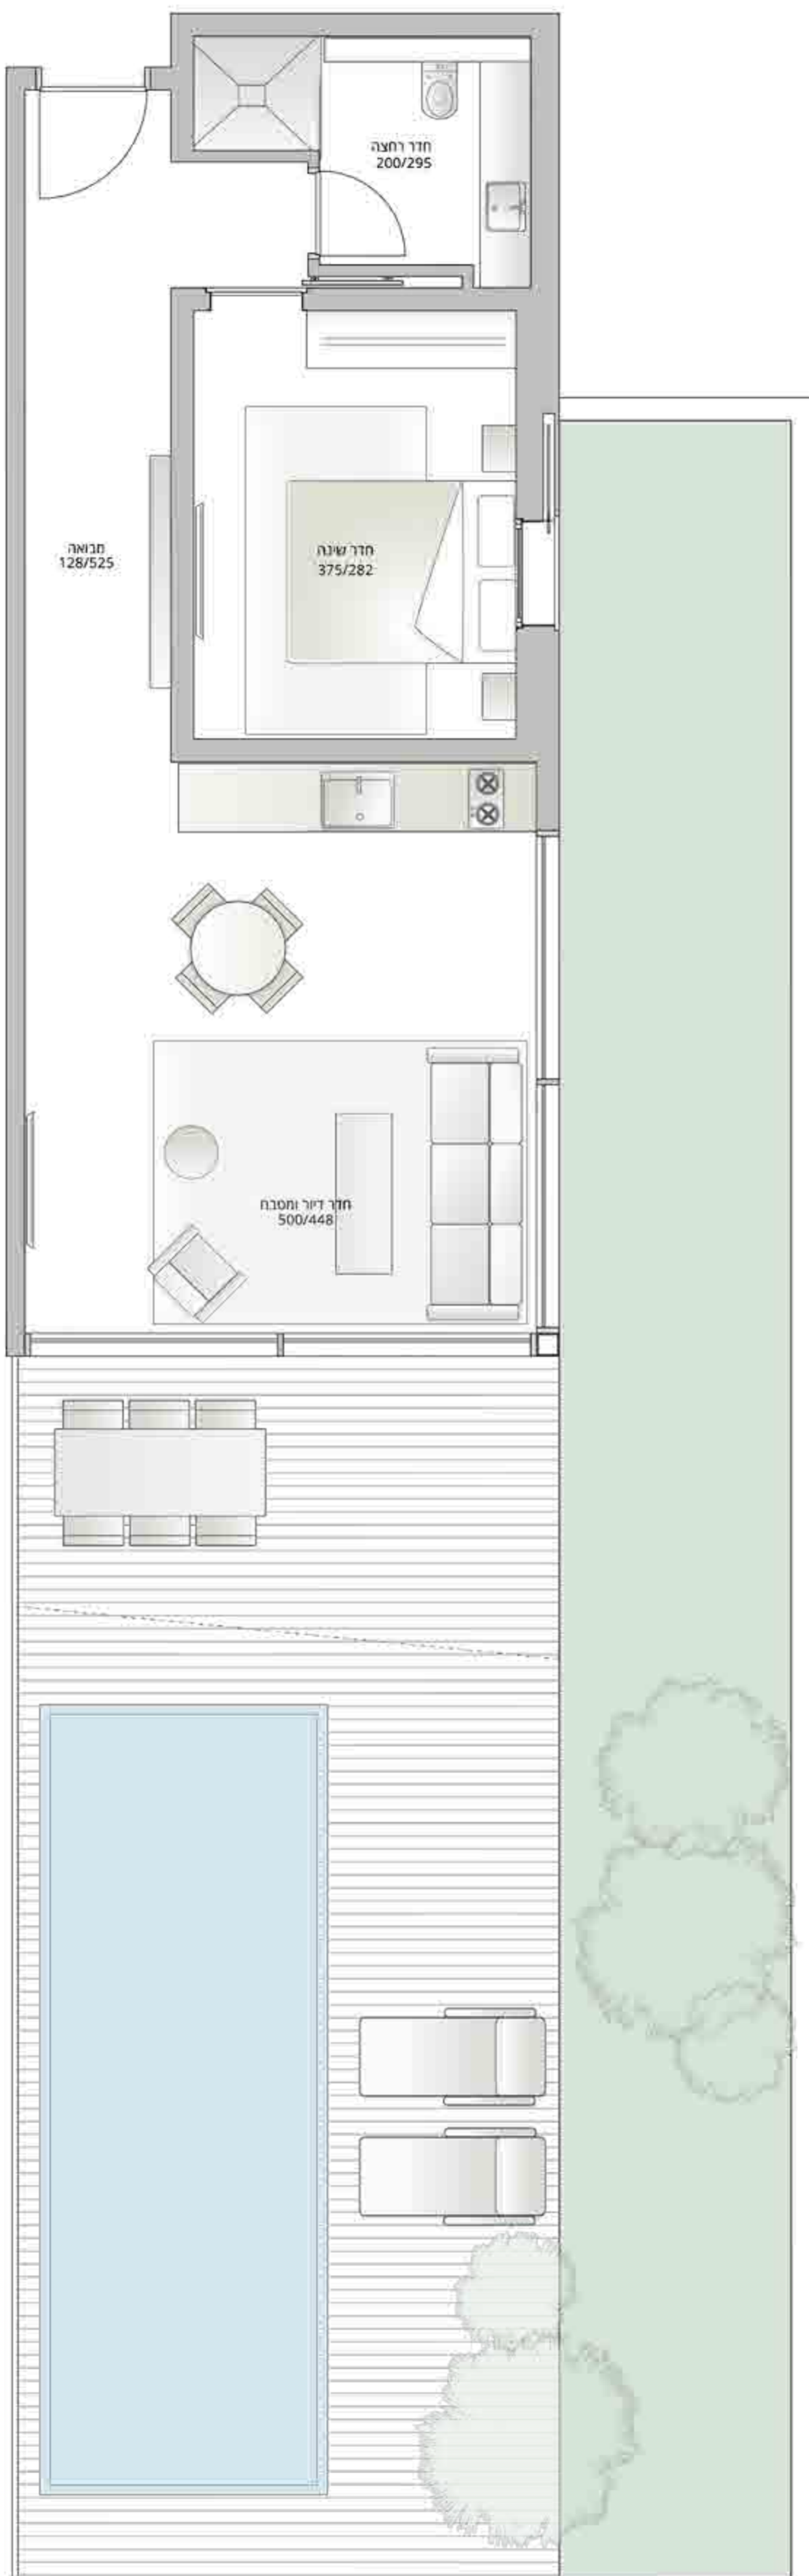 חדר רחצה
200/295
מבואה
128/525
חדר שינה
375/282
חדר דיור ומטבח
500/448